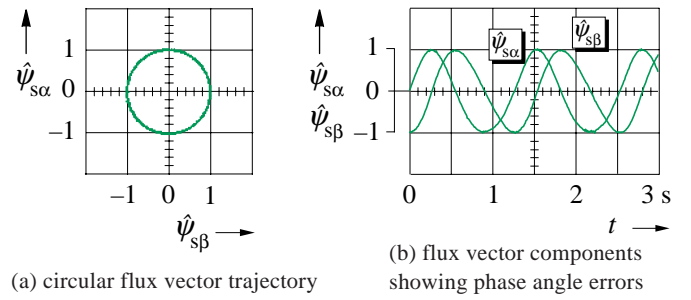 ψ̂sα
1
0
−1
−1 0 1
ψ̂sβ
(a) circular flux vector trajectory
ψ̂sα
ψ̂sβ
1
0
−1
ψ̂sα
ψ̂sβ
0 1 2 3 s
t
(b) flux vector components
showing phase angle errors